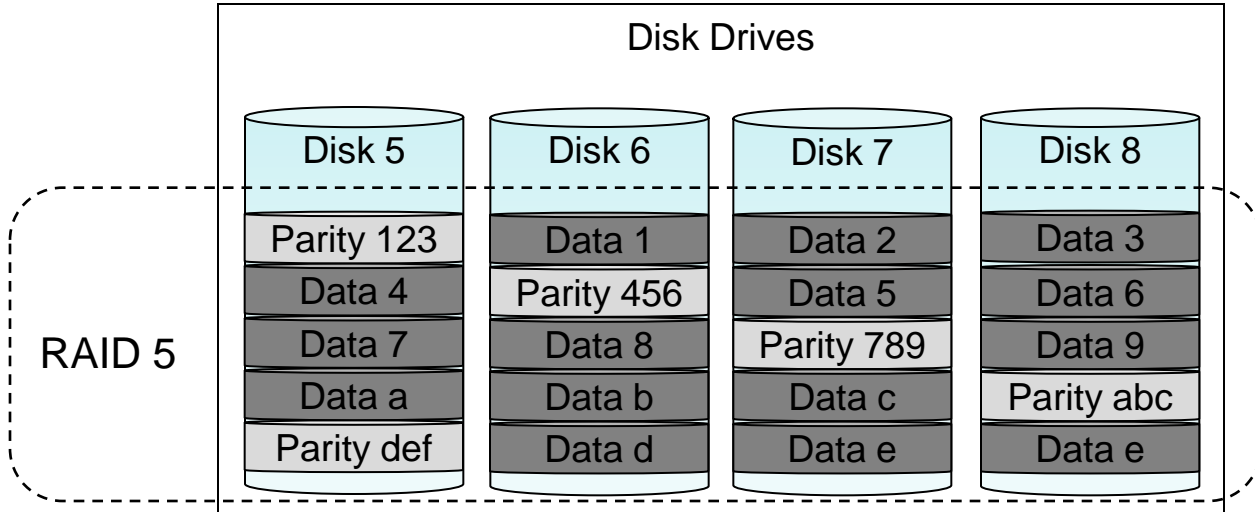 Disk Drives
Disk 5 Disk 6 Disk 7 Disk 8
Parity 123 Data 1 Data 2 Data 3
Data 4 Parity 456 Data 5 Data 6
RAID 5 Data 7 Data 8 Parity 789 Data 9
Data a Data b Data c Parity abc
Parity def Data d Data e Data e